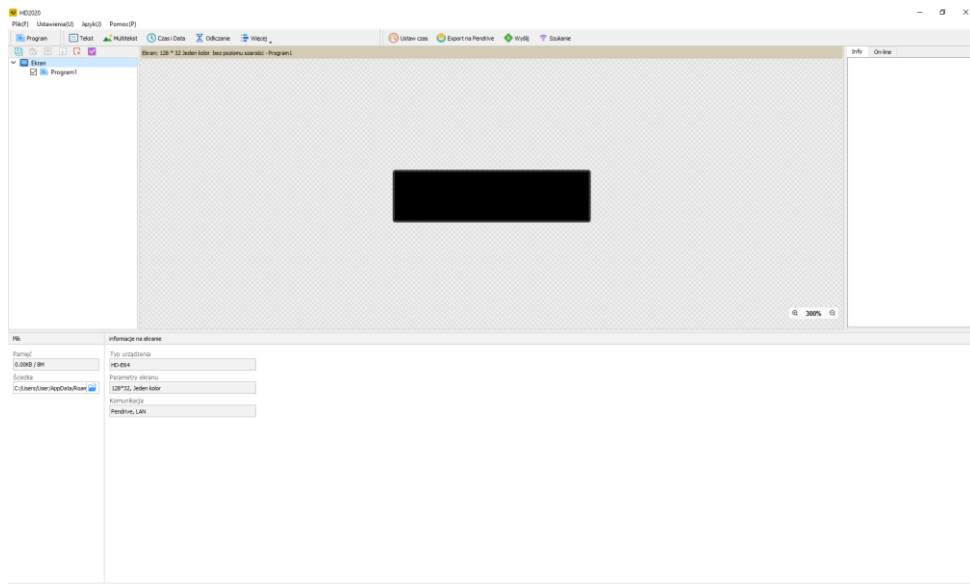 HD2020
Plik(F) Ustawienia(U) Język(J) Pomoc(P)
Program Tekst Multitekst Czas i Data Odliczanie Więcej Ustaw czas Export na Pendrive Wyślij Szukanie
Ekran
Program1
Ekran: 128 * 32 Jeden kolor bez poziomu szarości - Program1
Info On-line
300%
Plik
Pamięć
0.00KB / 8M
Ścieżka
C:/Users/User/AppData/Roam
informacje na ekranie
Typ urządzenia
HD-E64
Parametry ekranu
128*32, Jeden kolor
Komunikacja
Pendrive, LAN